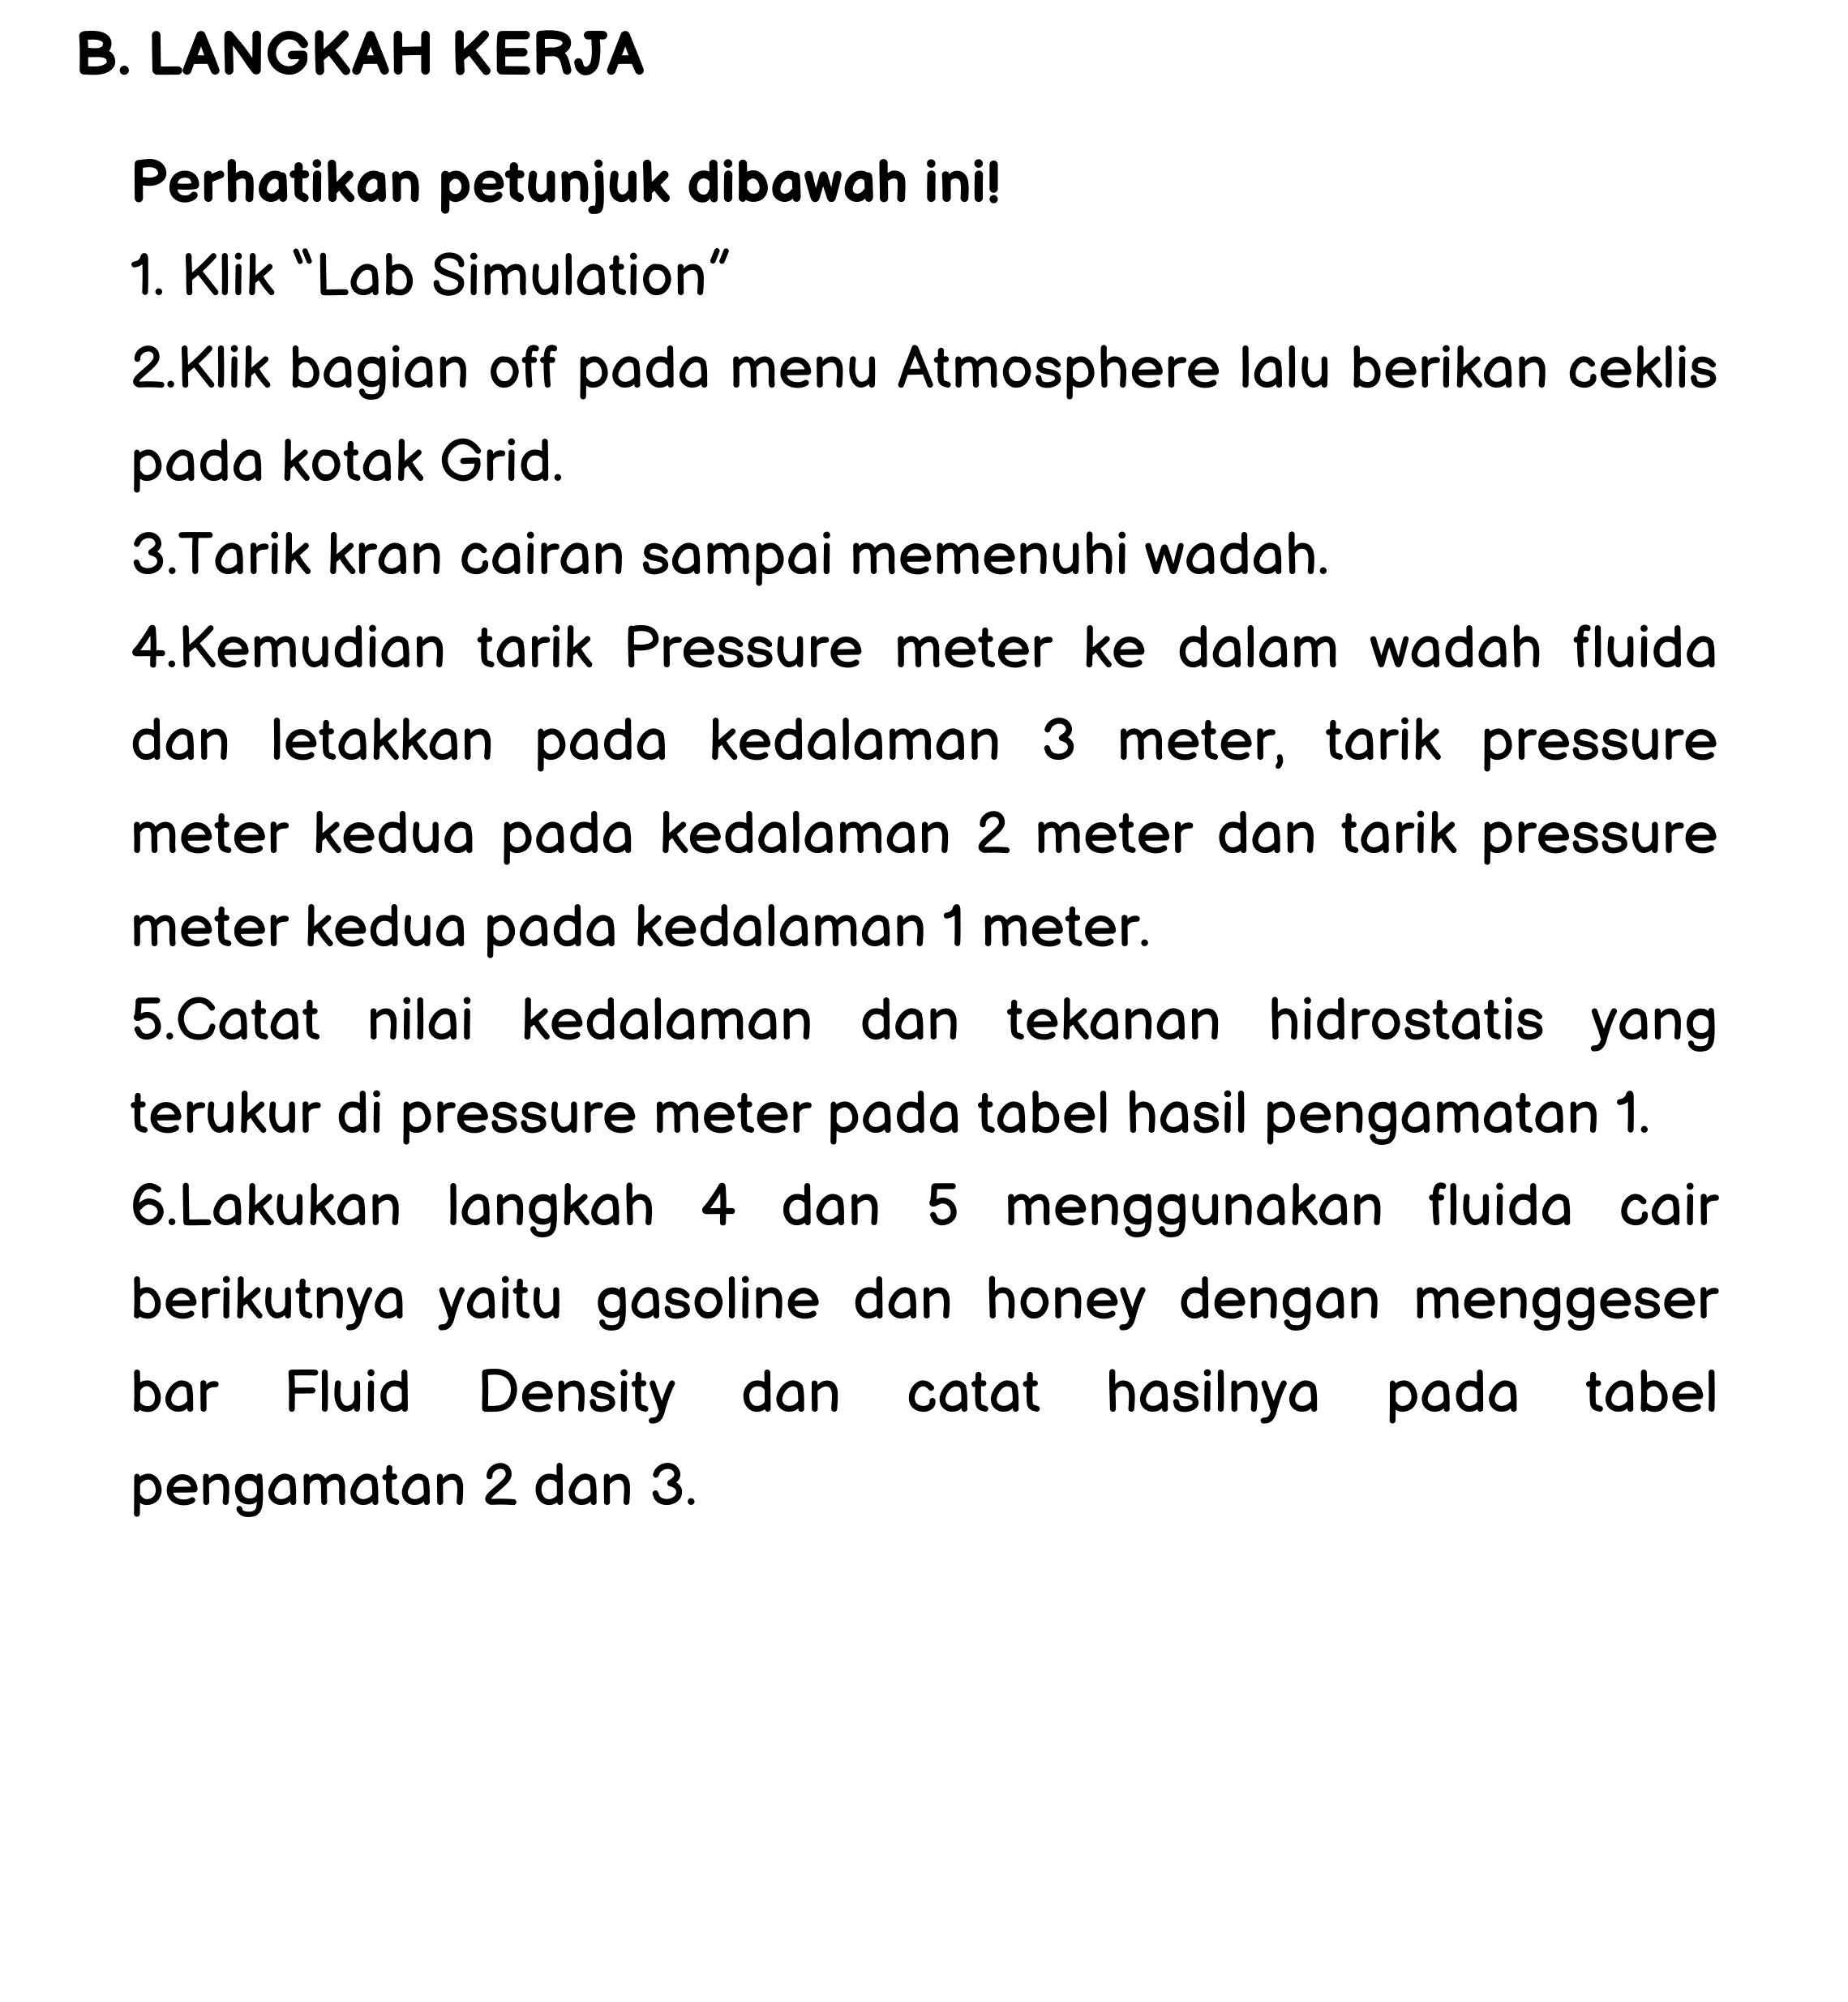 B. LANGKAH KERJA
Perhatikan petunjuk dibawah ini!
1. Klik “Lab Simulation”
2.Klik bagian off pada menu Atmosphere lalu berikan ceklis
pada kotak Grid.
3.Tarik kran cairan sampai memenuhi wadah.
4.Kemudian tarik Pressure meter ke dalam wadah fluida
dan letakkan pada kedalaman 3 meter, tarik pressure
meter kedua pada kedalaman 2 meter dan tarik pressure
meter kedua pada kedalaman 1 meter.
5.Catat nilai kedalaman dan tekanan hidrostatis yang
terukur di pressure meter pada tabel hasil pengamatan 1.
6.Lakukan langkah 4 dan 5 menggunakan fluida cair
berikutnya yaitu gasoline dan honey dengan menggeser
bar Fluid Density dan catat hasilnya pada tabel
pengamatan 2 dan 3.